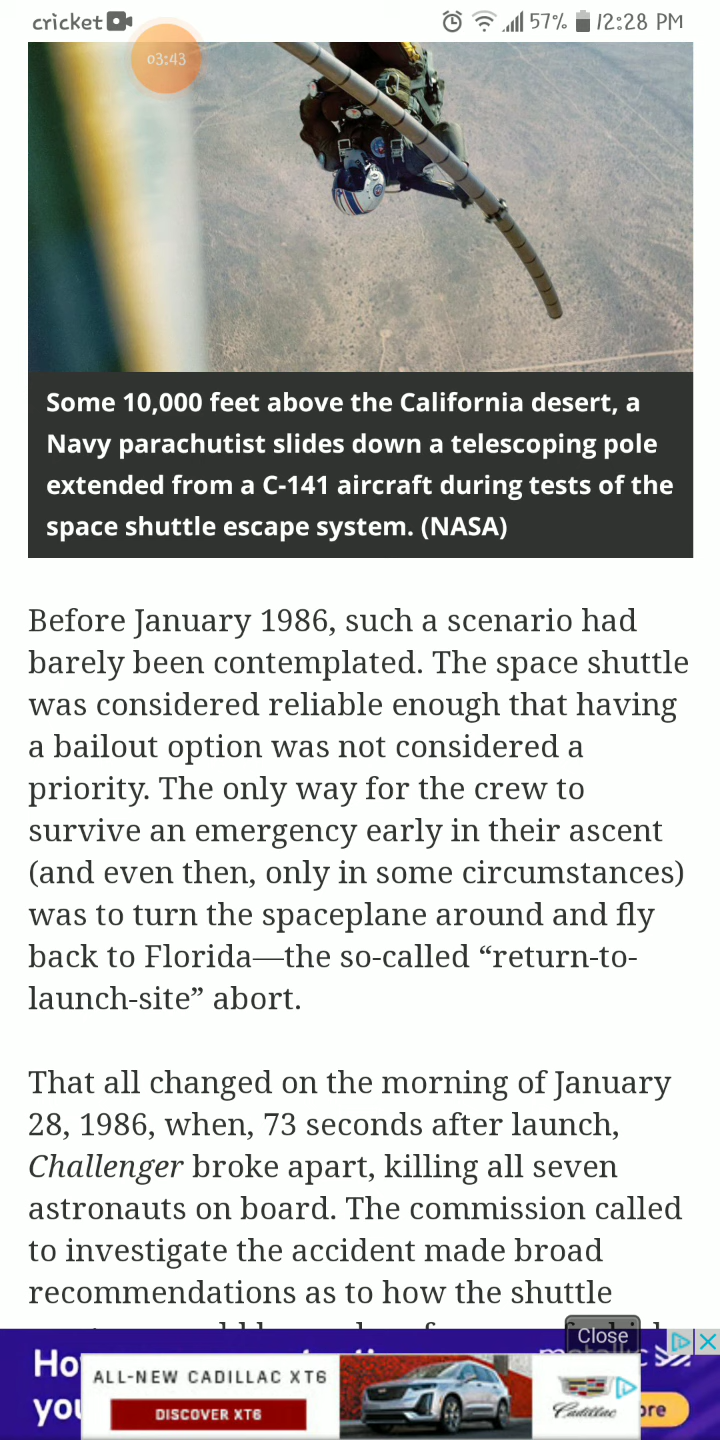 cricket
57% 12:28 PM
03:43
Some 10,000 feet above the California desert, a
Navy parachutist slides down a telescoping pole
extended from a C-141 aircraft during tests of the
space shuttle escape system. (NASA)
Before January 1986, such a scenario had
barely been contemplated. The space shuttle
was considered reliable enough that having
a bailout option was not considered a
priority. The only way for the crew to
survive an emergency early in their ascent
(and even then, only in some circumstances)
was to turn the spaceplane around and fly
back to Florida—the so-called “return-to-
launch-site” abort.
That all changed on the morning of January
28, 1986, when, 73 seconds after launch,
Challenger broke apart, killing all seven
astronauts on board. The commission called
to investigate the accident made broad
recommendations as to how the shuttle
Close
ALL-NEW CADILLAC XT6
DISCOVER XT6
Cadillac